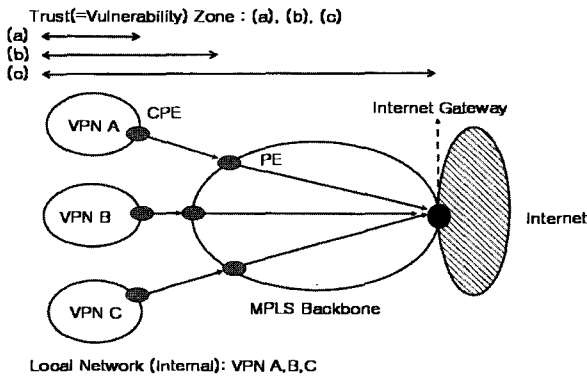 Trust(=Vulnerability) Zone : (a), (b), (c)
(a)
(b)
(c)
Internet Gateway
CPE
VPN A
PE
VPN B
Internet
VPN C
MPLS Backbone
Local Network (Internal): VPN A,B,C